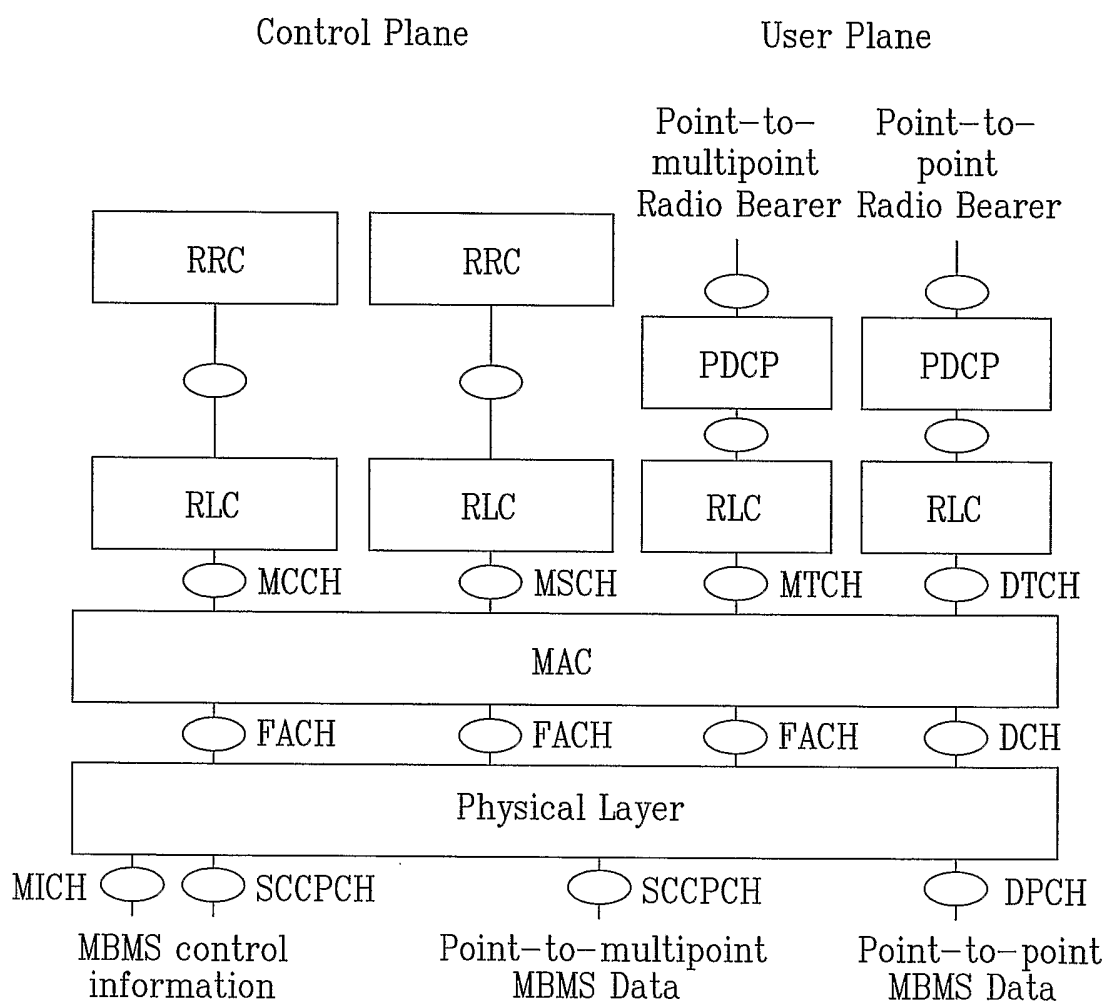 Control Plane
User Plane
Point-to-
multipoint
Radio Bearer
Point-to-
point
Radio Bearer
RRC
RRC
PDCP
PDCP
RLC
RLC
RLC
RLC
MCCH
MSCH
MTCH
DTCH
MAC
FACH
FACH
FACH
DCH
Physical Layer
MICH
SCCPCH
SCCPCH
DPCH
MBMS control
information
Point-to-multipoint
MBMS Data
Point-to-point
MBMS Data